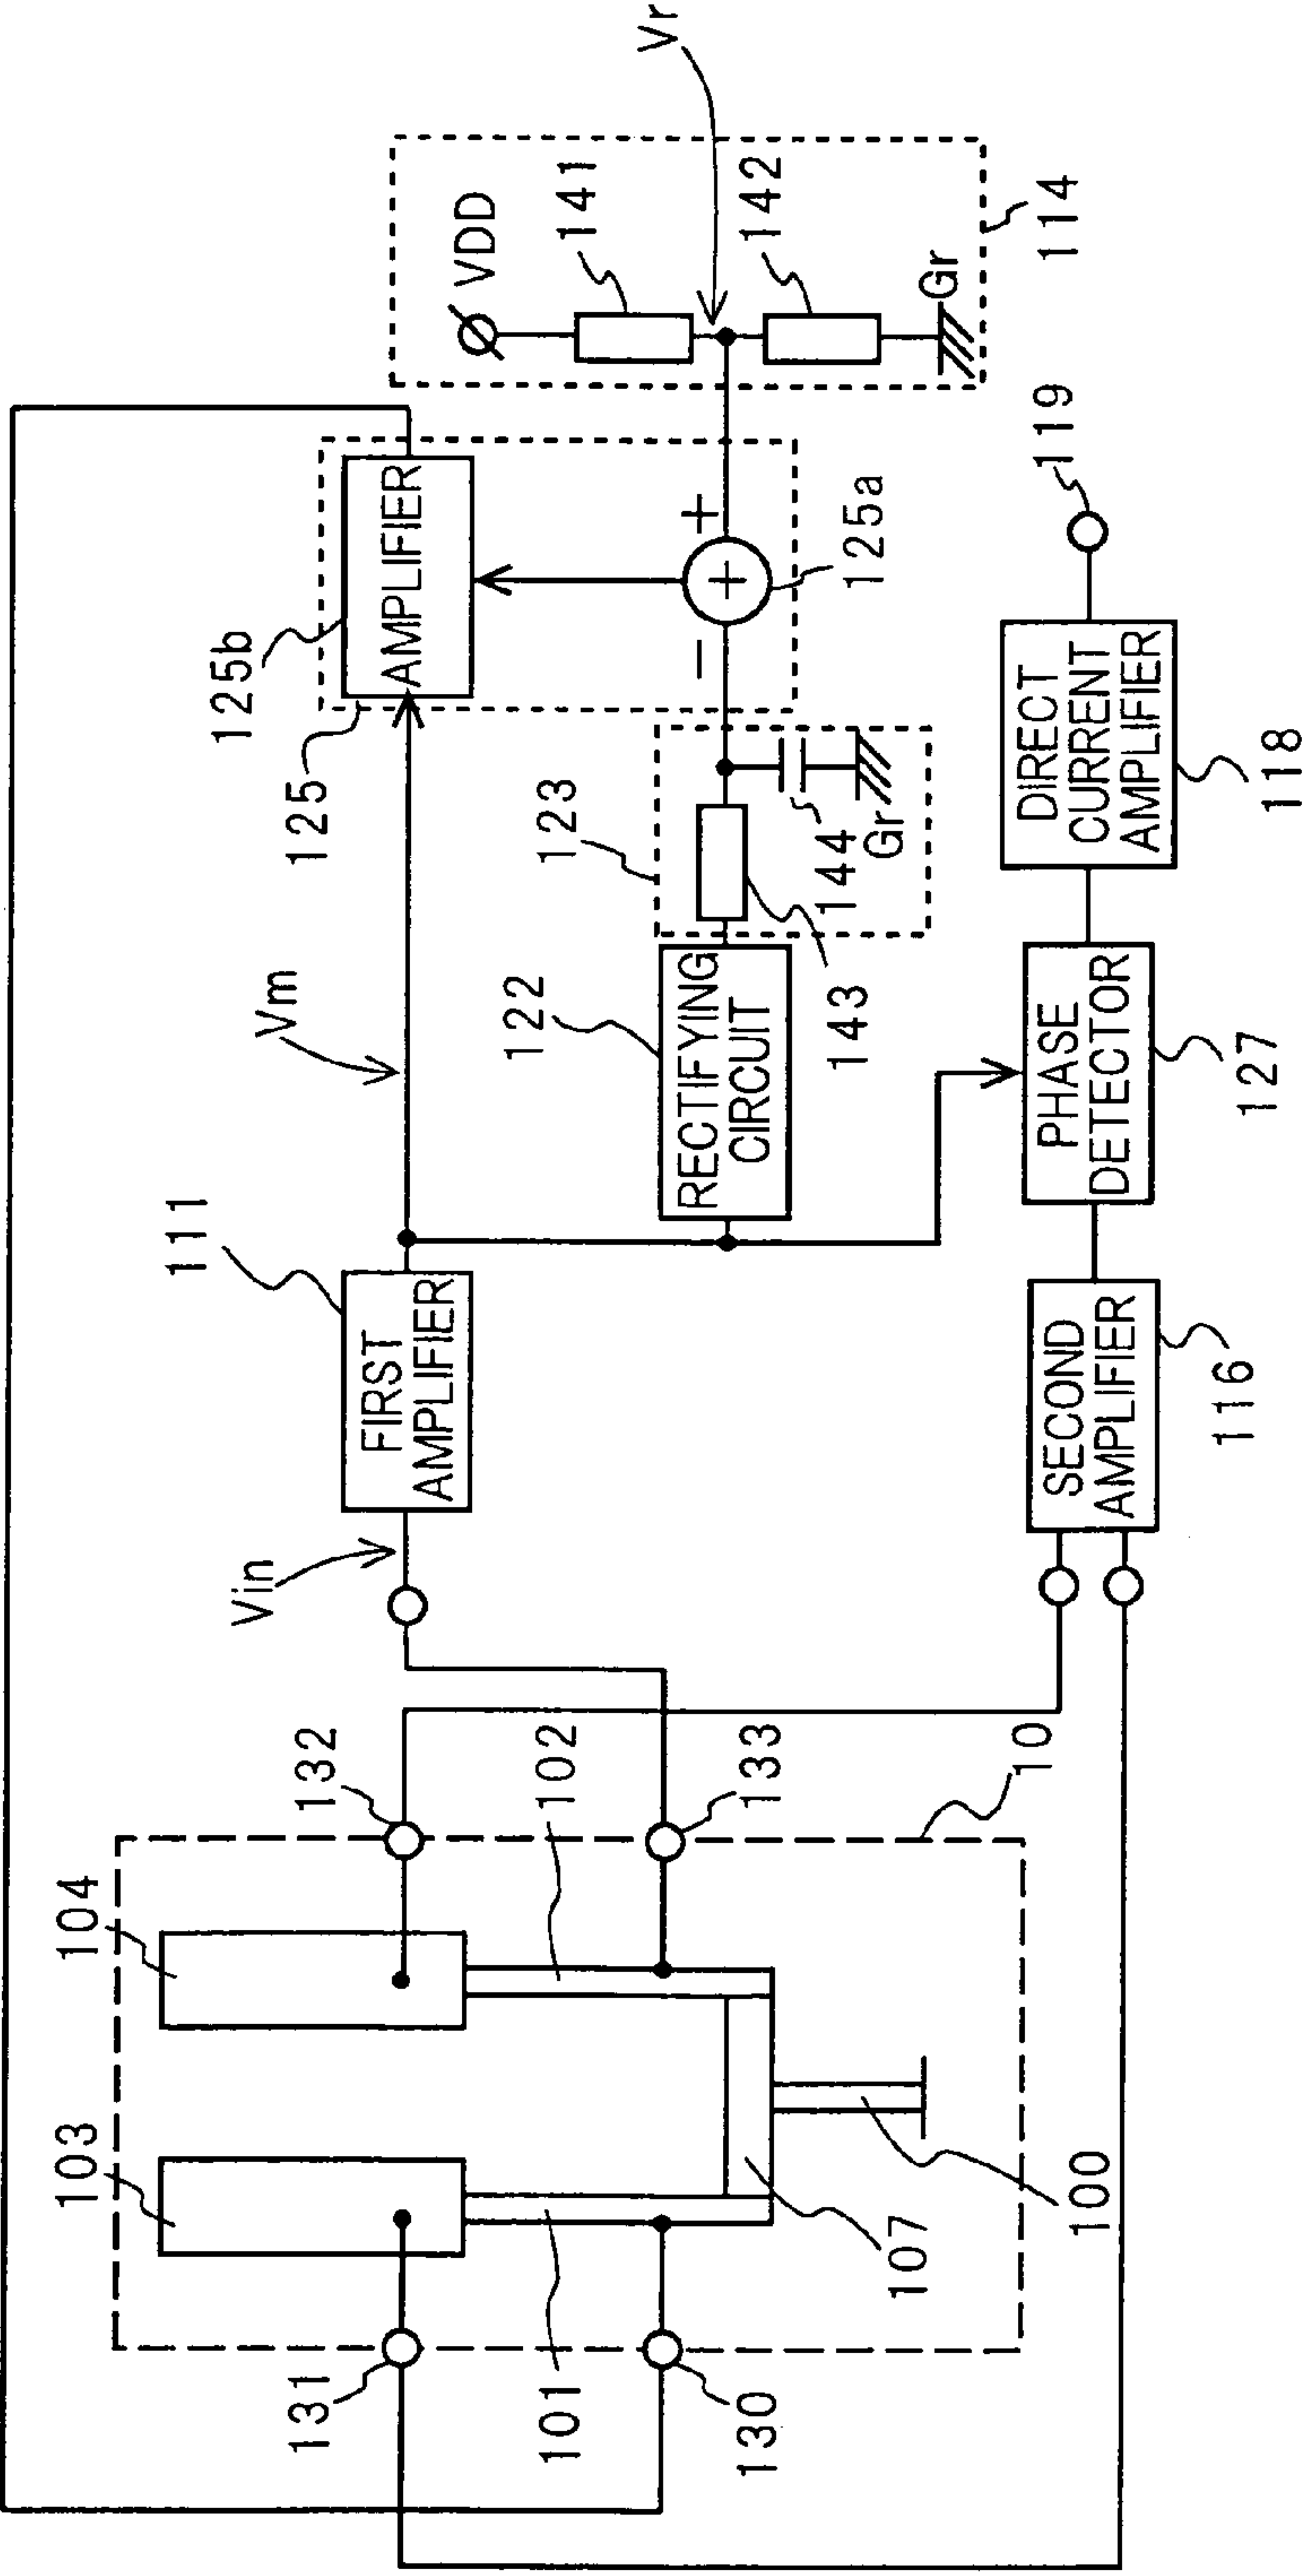 Vr
VDD
141
142
Gr
114
119
AMPLIFIER
125b
125
+
+
−
125a
DIRECT
CURRENT
AMPLIFIER
118
123
144
Gr
143
RECTIFYING
CIRCUIT
122
Vm
PHASE
DETECTOR
127
FIRST
AMPLIFIER
111
SECOND
AMPLIFIER
116
Vin
10
132
102
133
104
103
107
100
131
101
130